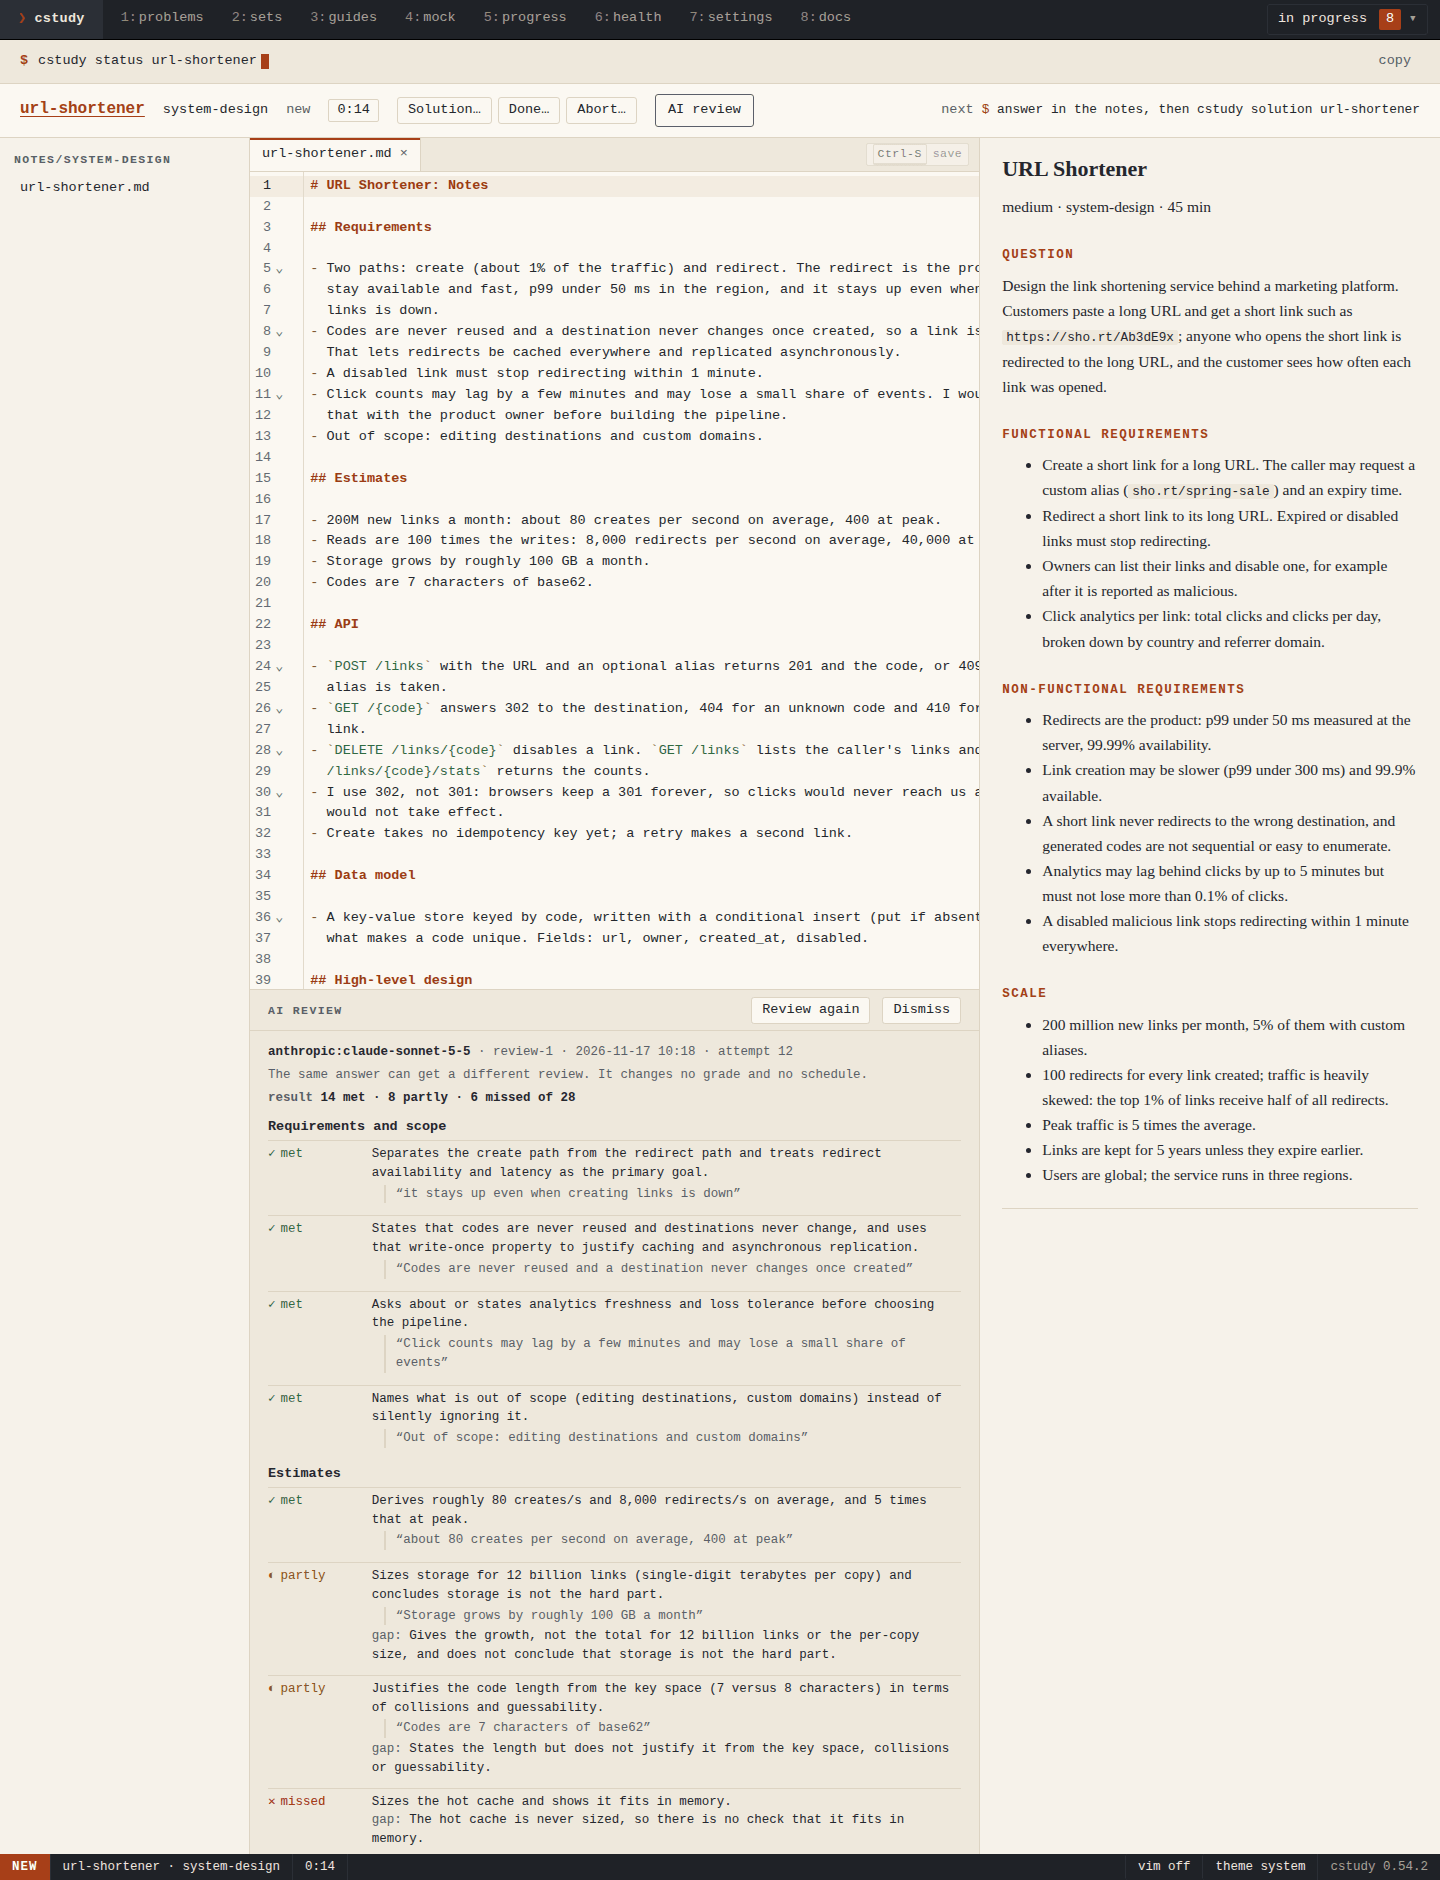 ❯ cstudy 1:problems 2:sets 3:guides 4:mock 5:progress 6:health 7:settings 8:docs in progress 8 ▾
$ cstudy status url-shortener copy
url-shortener system-design new 0:14 Solution… Done… Abort… AI review next $ answer in the notes, then cstudy solution url-shortener
NOTES/SYSTEM-DESIGN
url-shortener.md
url-shortener.md × Ctrl-S save
1 # URL Shortener: Notes
2
3 ## Requirements
4
5 - Two paths: create (about 1% of the traffic) and redirect. The redirect is the pro
6 stay available and fast, p99 under 50 ms in the region, and it stays up even when
7 links is down.
8 - Codes are never reused and a destination never changes once created, so a link is
9 That lets redirects be cached everywhere and replicated asynchronously.
10 - A disabled link must stop redirecting within 1 minute.
11 - Click counts may lag by a few minutes and may lose a small share of events. I wou
12 that with the product owner before building the pipeline.
13 - Out of scope: editing destinations and custom domains.
14
15 ## Estimates
16
17 - 200M new links a month: about 80 creates per second on average, 400 at peak.
18 - Reads are 100 times the writes: 8,000 redirects per second on average, 40,000 at
19 - Storage grows by roughly 100 GB a month.
20 - Codes are 7 characters of base62.
21
22 ## API
23
24 - `POST /links` with the URL and an optional alias returns 201 and the code, or 409
25 alias is taken.
26 - `GET /{code}` answers 302 to the destination, 404 for an unknown code and 410 for
27 link.
28 - `DELETE /links/{code}` disables a link. `GET /links` lists the caller's links and
29 /links/{code}/stats` returns the counts.
30 - I use 302, not 301: browsers keep a 301 forever, so clicks would never reach us a
31 would not take effect.
32 - Create takes no idempotency key yet; a retry makes a second link.
33
34 ## Data model
35
36 - A key-value store keyed by code, written with a conditional insert (put if absent
37 what makes a code unique. Fields: url, owner, created_at, disabled.
38
39 ## High-level design
AI REVIEW Review again Dismiss
anthropic:claude-sonnet-5-5 · review-1 · 2026-11-17 10:18 · attempt 12
The same answer can get a different review. It changes no grade and no schedule.
result 14 met · 8 partly · 6 missed of 28
Requirements and scope
✓ met Separates the create path from the redirect path and treats redirect
availability and latency as the primary goal.
“it stays up even when creating links is down”
✓ met States that codes are never reused and destinations never change, and uses
that write-once property to justify caching and asynchronous replication.
“Codes are never reused and a destination never changes once created”
✓ met Asks about or states analytics freshness and loss tolerance before choosing
the pipeline.
“Click counts may lag by a few minutes and may lose a small share of
events”
✓ met Names what is out of scope (editing destinations, custom domains) instead of
silently ignoring it.
“Out of scope: editing destinations and custom domains”
Estimates
✓ met Derives roughly 80 creates/s and 8,000 redirects/s on average, and 5 times
that at peak.
“about 80 creates per second on average, 400 at peak”
partly Sizes storage for 12 billion links (single-digit terabytes per copy) and
concludes storage is not the hard part.
“Storage grows by roughly 100 GB a month”
gap: Gives the growth, not the total for 12 billion links or the per-copy
size, and does not conclude that storage is not the hard part.
partly Justifies the code length from the key space (7 versus 8 characters) in terms
of collisions and guessability.
“Codes are 7 characters of base62”
gap: States the length but does not justify it from the key space, collisions
or guessability.
✕ missed Sizes the hot cache and shows it fits in memory.
gap: The hot cache is never sized, so there is no check that it fits in
memory.
URL Shortener
medium · system-design · 45 min
QUESTION
Design the link shortening service behind a marketing platform.
Customers paste a long URL and get a short link such as
https://sho.rt/Ab3dE9x; anyone who opens the short link is
redirected to the long URL, and the customer sees how often each
link was opened.
FUNCTIONAL REQUIREMENTS
• Create a short link for a long URL. The caller may request a
custom alias (sho.rt/spring-sale) and an expiry time.
• Redirect a short link to its long URL. Expired or disabled
links must stop redirecting.
• Owners can list their links and disable one, for example
after it is reported as malicious.
• Click analytics per link: total clicks and clicks per day,
broken down by country and referrer domain.
NON-FUNCTIONAL REQUIREMENTS
• Redirects are the product: p99 under 50 ms measured at the
server, 99.99% availability.
• Link creation may be slower (p99 under 300 ms) and 99.9%
available.
• A short link never redirects to the wrong destination, and
generated codes are not sequential or easy to enumerate.
• Analytics may lag behind clicks by up to 5 minutes but
must not lose more than 0.1% of clicks.
• A disabled malicious link stops redirecting within 1 minute
everywhere.
SCALE
• 200 million new links per month, 5% of them with custom
aliases.
• 100 redirects for every link created; traffic is heavily
skewed: the top 1% of links receive half of all redirects.
• Peak traffic is 5 times the average.
• Links are kept for 5 years unless they expire earlier.
• Users are global; the service runs in three regions.
NEW url-shortener · system-design 0:14 vim off theme system cstudy 0.54.2